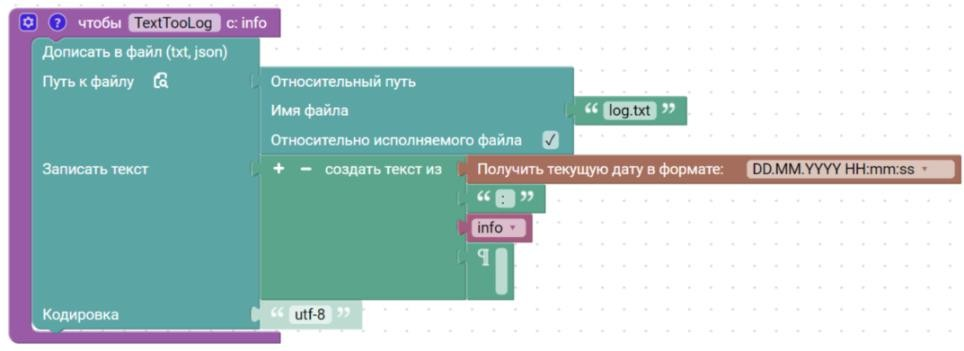 ? чтобы TextTooLog с: info
Дописать в файл (txt, json)
Путь к файлу Относительный путь
Имя файла “ log.txt ”
Относительно исполняемого файла ✓
Записать текст + − создать текст из Получить текущую дату в формате: DD.MM.YYYY HH:mm:ss
“ : ”
info
¶
Кодировка “ utf-8 ”